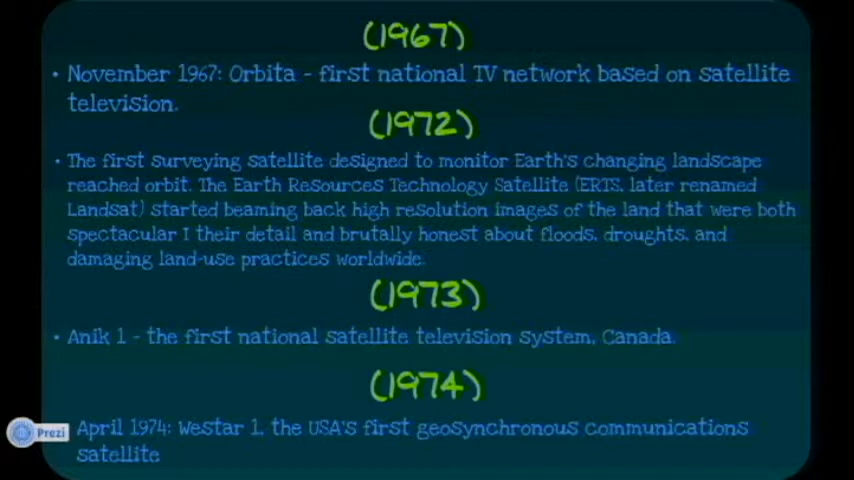 (1967)
• November 1967: Orbita - first national TV network based on satellite
television.
(1972)
• The first surveying satellite designed to monitor Earth's changing landscape
reached orbit. The Earth Resources Technology Satellite (ERTS, later renamed
Landsat) started beaming back high resolution images of the land that were both
spectacular I their detail and brutally honest about floods, droughts, and
damaging land-use practices worldwide.
(1973)
• Anik 1 - the first national satellite television system, Canada.
(1974)
April 1974: Westar 1, the USA's first geosynchronous communications
satellite
Prezi